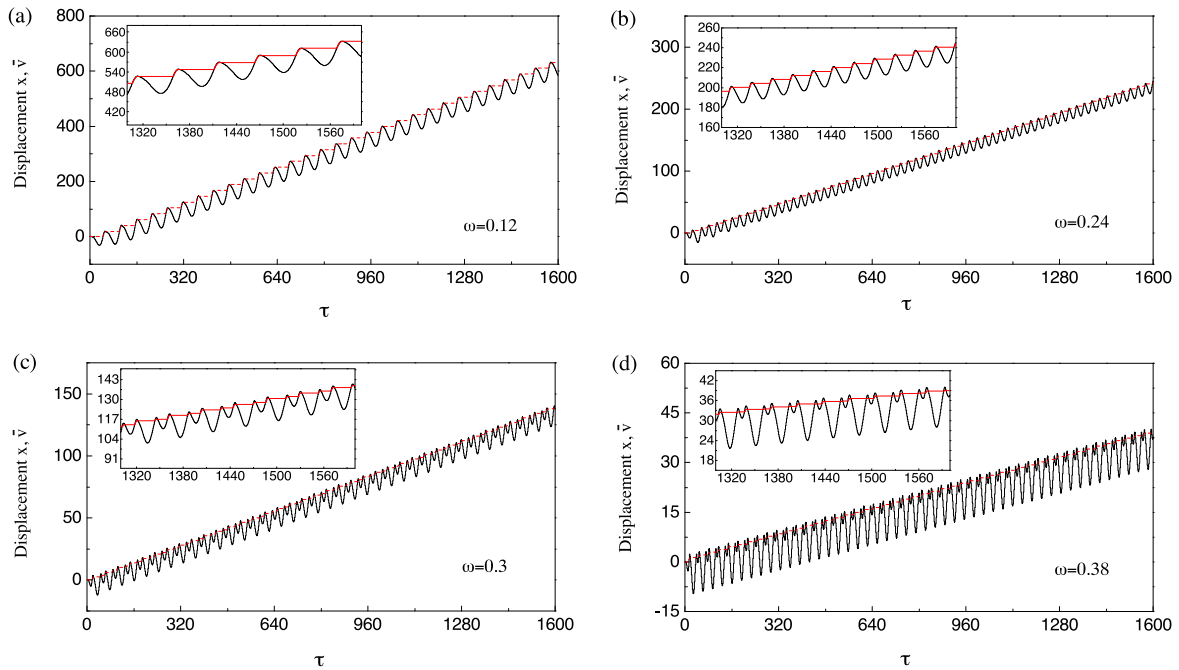 (a)
800
600
400
200
0
660
600
540
480
420
1320 1380 1440 1500 1560
ω=0.12
0 320 640 960 1280 1600
Displacement x, v̄
τ
(b)
350
250
150
50
0
260
240
220
200
180
160
1320 1380 1440 1500 1560
ω=0.24
0 320 640 960 1280 1600
Displacement x, v̄
τ
(c)
150
100
50
0
143
130
117
104
91
1320 1380 1440 1500 1560
ω=0.3
0 320 640 960 1280 1600
Displacement x, v̄
τ
(d)
60
45
30
15
0
-15
42
36
30
24
18
1320 1380 1440 1500 1560
ω=0.38
0 320 640 960 1280 1600
Displacement x, v̄
τ